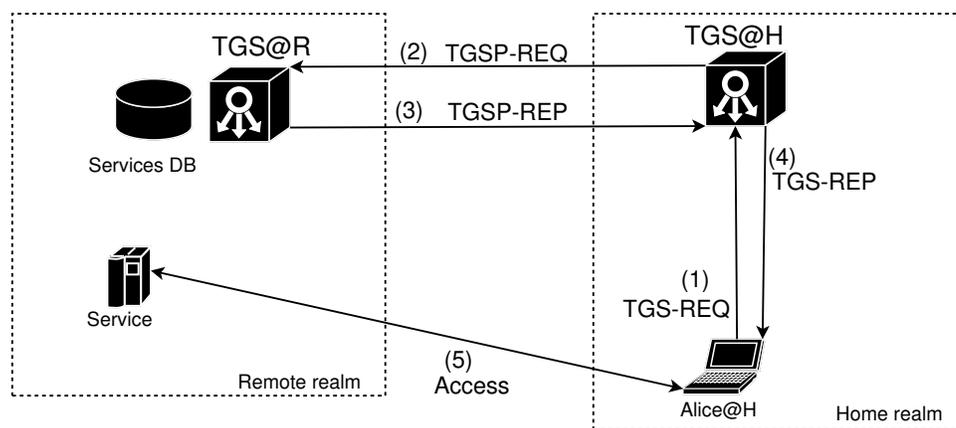 TGS@R
(2) TGSP-REQ
TGS@H
(3) TGSP-REP
Services DB
(4)
TGS-REP
(1)
TGS-REQ
Service
(5)
Access
Remote realm
Alice@H
Home realm